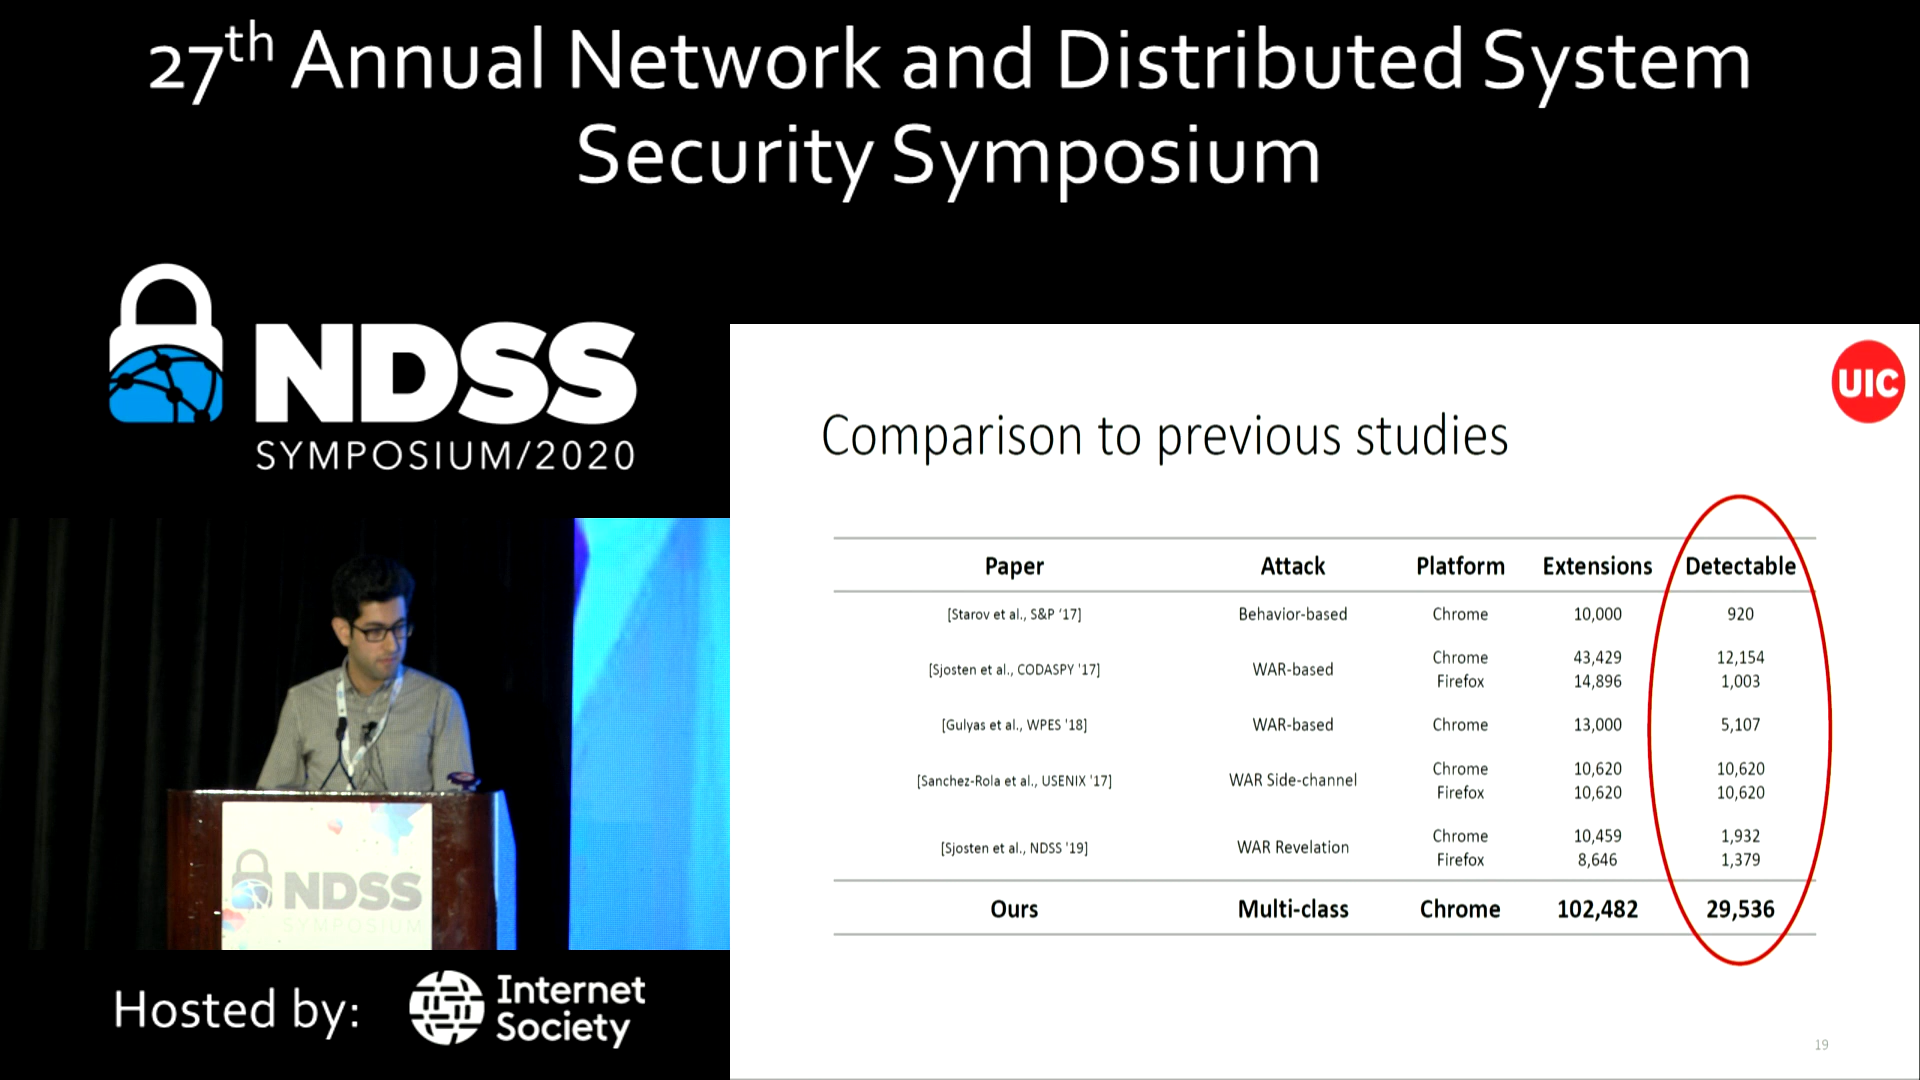 27th Annual Network and Distributed System
Security Symposium
NDSS
SYMPOSIUM/2020
UIC
Comparison to previous studies
Paper Attack Platform Extensions Detectable
[Starov et al., S&P '17] Behavior-based Chrome 10,000 920
[Sjosten et al., CODASPY '17] WAR-based Chrome 43,429 12,154
Firefox 14,896 1,003
[Gulyas et al., WPES '18] WAR-based Chrome 13,000 5,107
[Sanchez-Rola et al., USENIX '17] WAR Side-channel Chrome 10,620 10,620
Firefox 10,620 10,620
[Sjosten et al., NDSS '19] WAR Revelation Chrome 10,459 1,932
Firefox 8,646 1,379
Ours Multi-class Chrome 102,482 29,536
19
NDSS
SYMPOSIUM
Hosted by:
Internet
Society